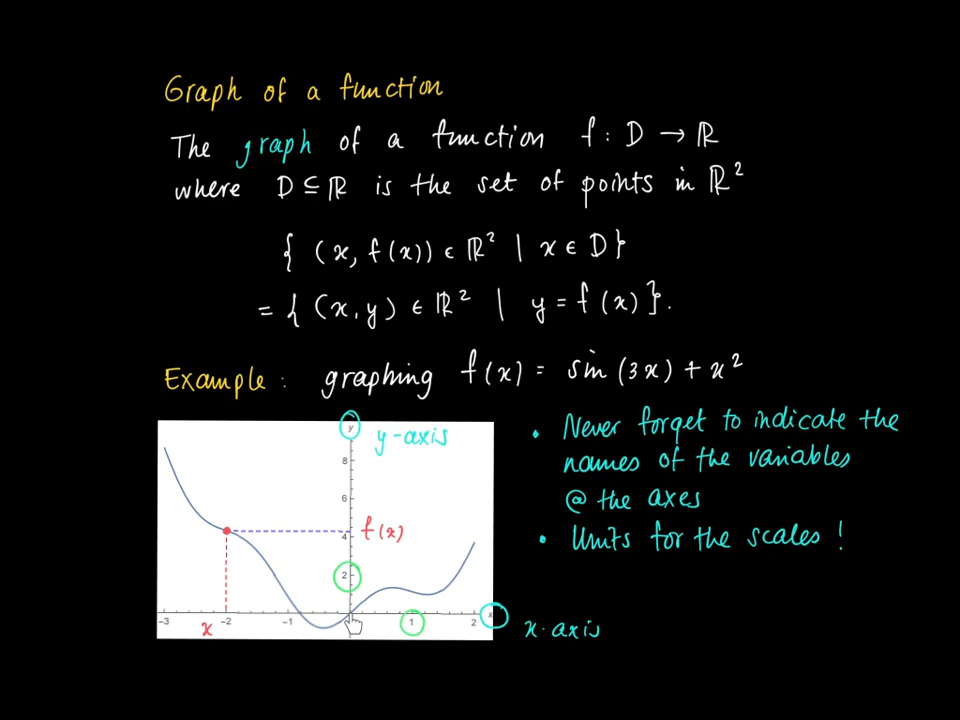 Graph of a function
The graph of a function f : D → ℝ
where D ⊆ ℝ is the set of points in ℝ²
{ (x, f(x)) ∈ ℝ² | x ∈ D }
= { (x, y) ∈ ℝ² | y = f(x) }.
Example : graphing f(x) = sin (3x) + x²
y
y-axis
8
6
4
f(x)
2
-3 -2 -1 1 2 x
x
x-axis
• Never forget to indicate the
names of the variables
@ the axes
• Units for the scales !